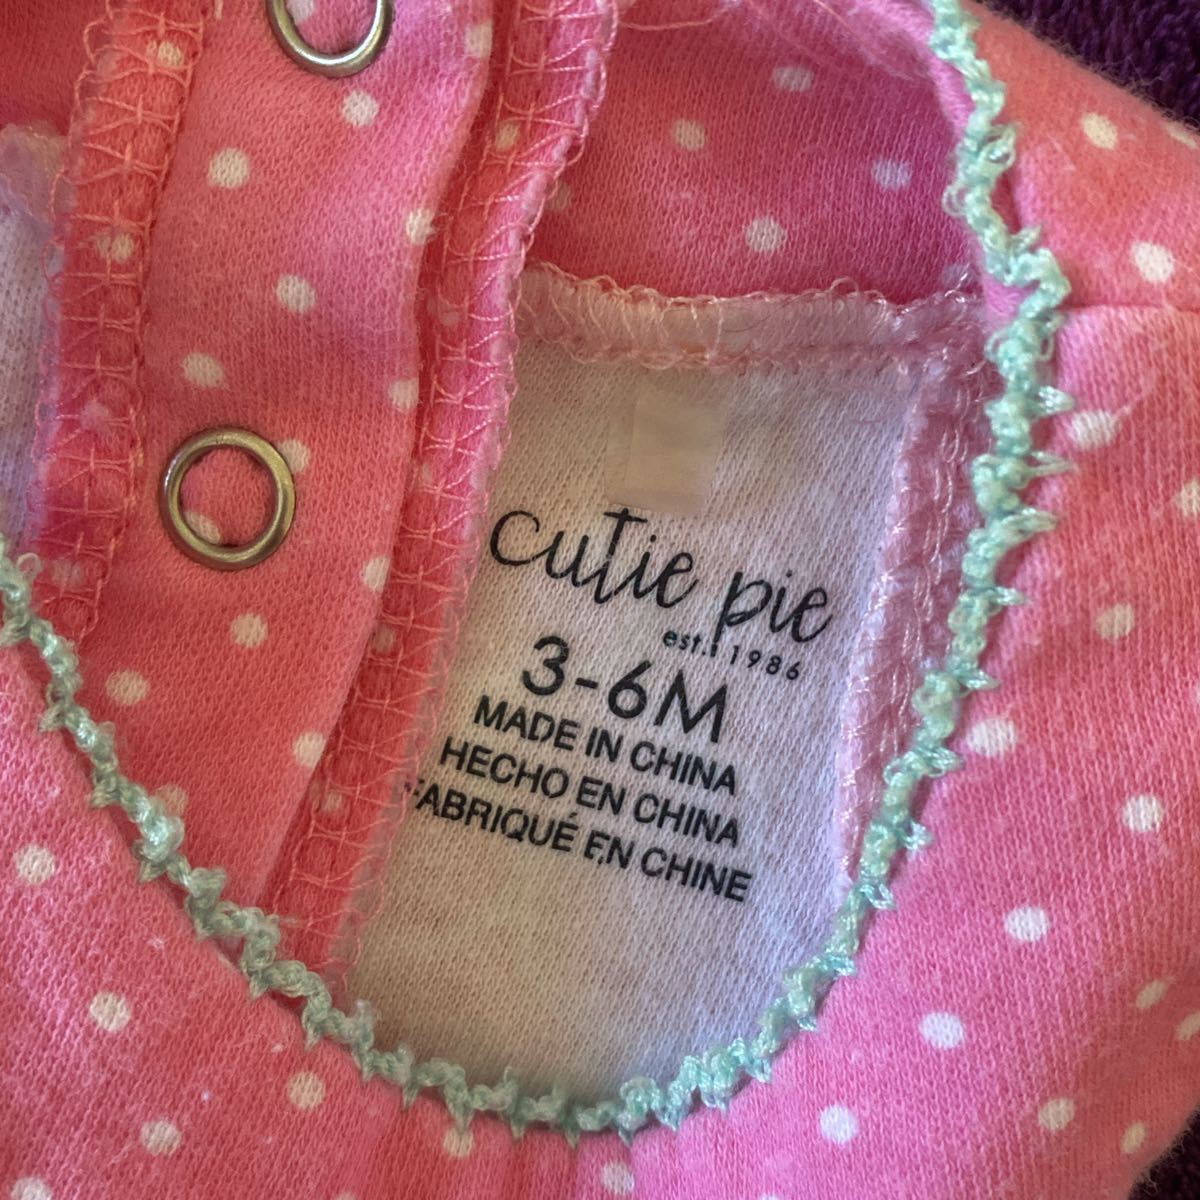 cutie pie
est. 1986
3-6M
MADE IN CHINA
HECHO EN CHINA
FABRIQUÉ EN CHINE